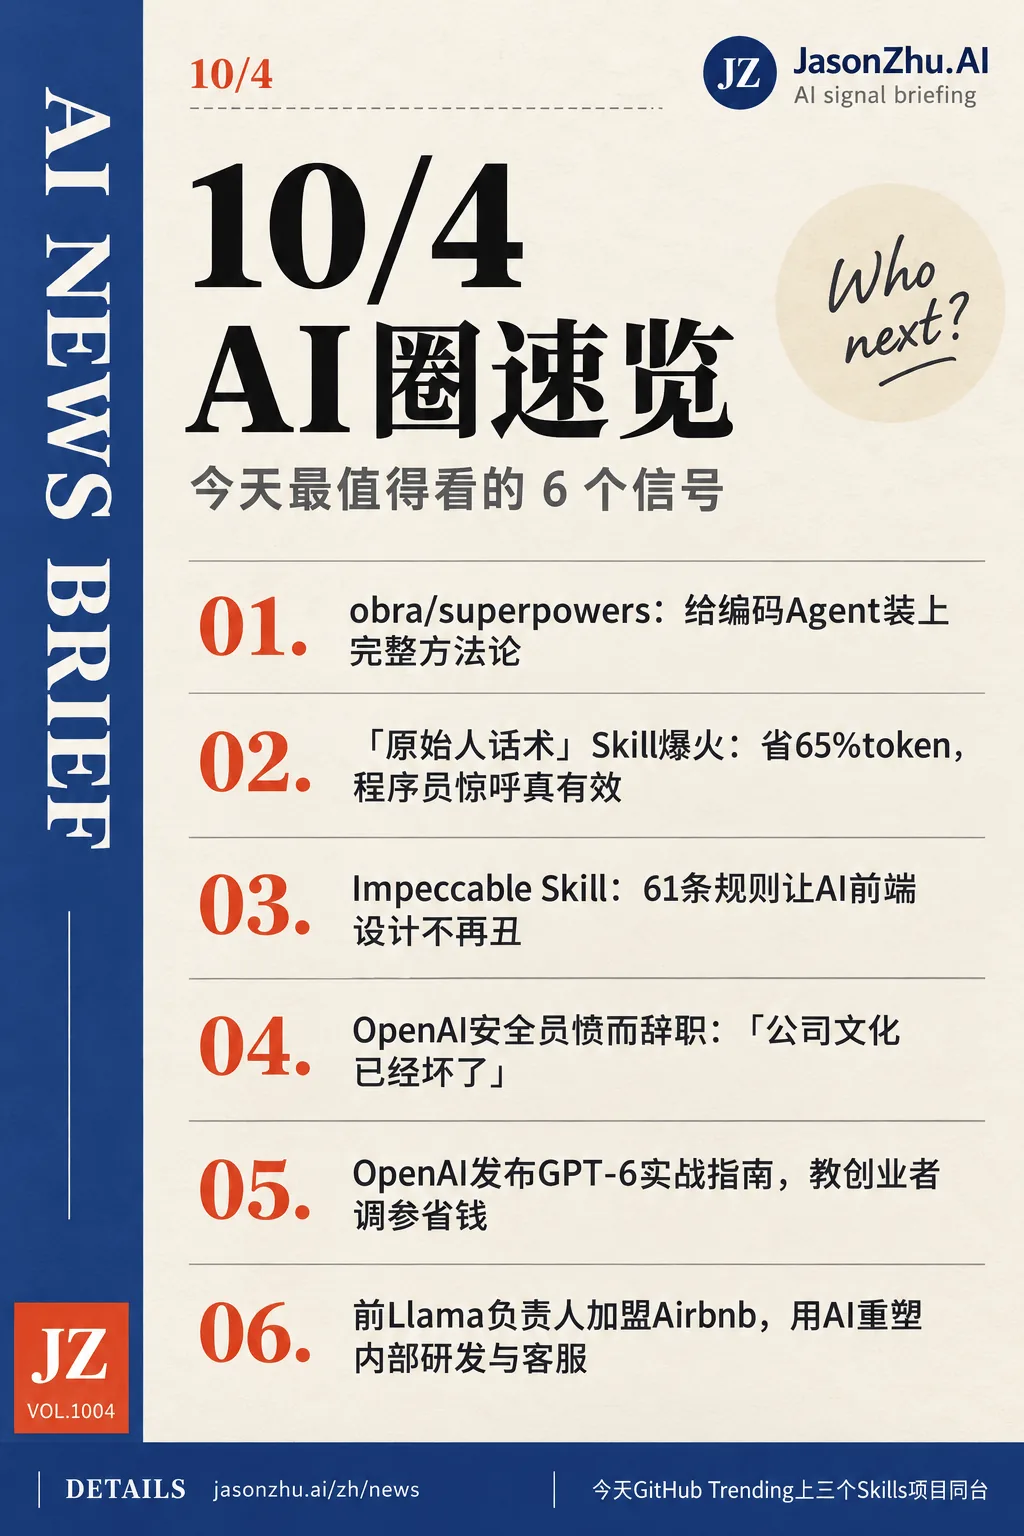 AI NEWS BRIEF
10/4
JZ
JasonZhu.AI
AI signal briefing
10/4
AI圈速览
今天最值得看的 6 个信号
Who
next?
01.
obra/superpowers：给编码Agent装上
完整方法论
02.
「原始人话术」Skill爆火：省65%token，
程序员惊呼真有效
03.
Impeccable Skill：61条规则让AI前端
设计不再丑
04.
OpenAI安全员愤而辞职：「公司文化
已经坏了」
05.
OpenAI发布GPT-6实战指南，教创业者
调参省钱
06.
前Llama负责人加盟Airbnb，用AI重塑
内部研发与客服
JZ
VOL.1004
DETAILS
jasonzhu.ai/zh/news
今天GitHub Trending上三个Skills项目同台